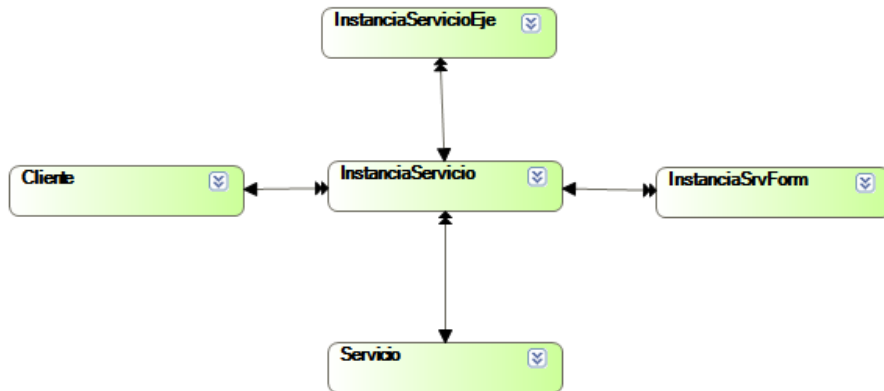 InstanciaServicioEje
Cliente
InstanciaServicio
InstanciaSrvForm
Servicio